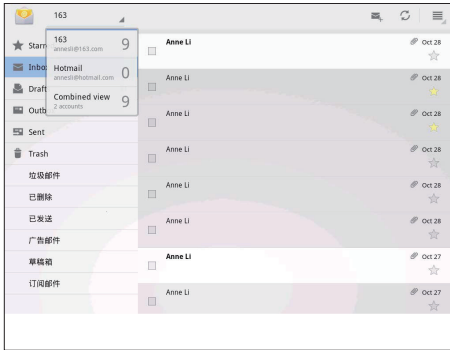 163
163
annesli@163.com
9
Hotmail
annesli@hotmail.com
0
Combined view
2 accounts
9
Starr
Inbo
Draft
Outb
Sent
Trash
垃圾邮件
已删除
已发送
广告邮件
草稿箱
订阅邮件
Anne Li
Oct 28
Anne Li
Oct 28
Anne Li
Oct 28
Anne Li
Oct 28
Anne Li
Oct 28
Anne Li
Oct 28
Anne Li
Oct 27
Anne Li
Oct 27